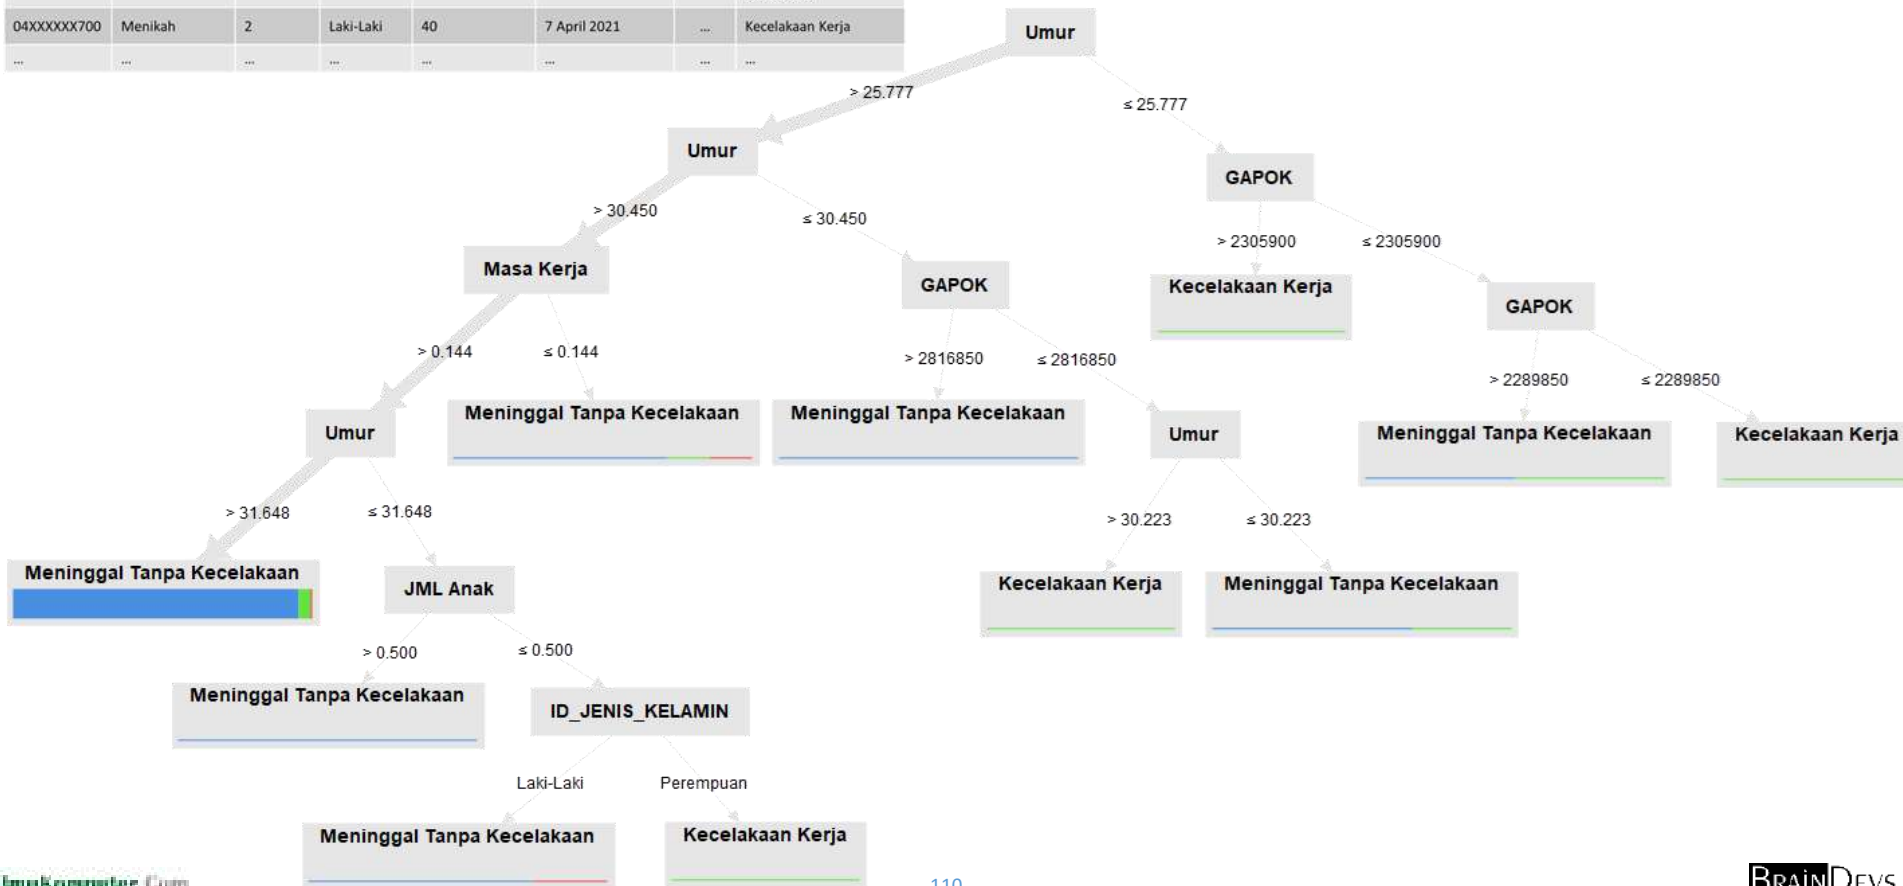 04XXXXXX700 Menikah 2 Laki-Laki 40 7 April 2021 ... Kecelakaan Kerja
... ... ... ... ... ... ... ...
Umur
> 25.777
≤ 25.777
Umur
GAPOK
> 30.450
≤ 30.450
> 2305900
≤ 2305900
Masa Kerja
GAPOK
Kecelakaan Kerja
GAPOK
> 0.144
≤ 0.144
> 2816850
≤ 2816850
> 2289850
≤ 2289850
Umur
Meninggal Tanpa Kecelakaan
Meninggal Tanpa Kecelakaan
Umur
Meninggal Tanpa Kecelakaan
Kecelakaan Kerja
> 31.648
≤ 31.648
> 30.223
≤ 30.223
Meninggal Tanpa Kecelakaan
JML Anak
Kecelakaan Kerja
Meninggal Tanpa Kecelakaan
> 0.500
≤ 0.500
Meninggal Tanpa Kecelakaan
ID_JENIS_KELAMIN
Laki-Laki
Perempuan
Meninggal Tanpa Kecelakaan
Kecelakaan Kerja
110
BRAINDEVS